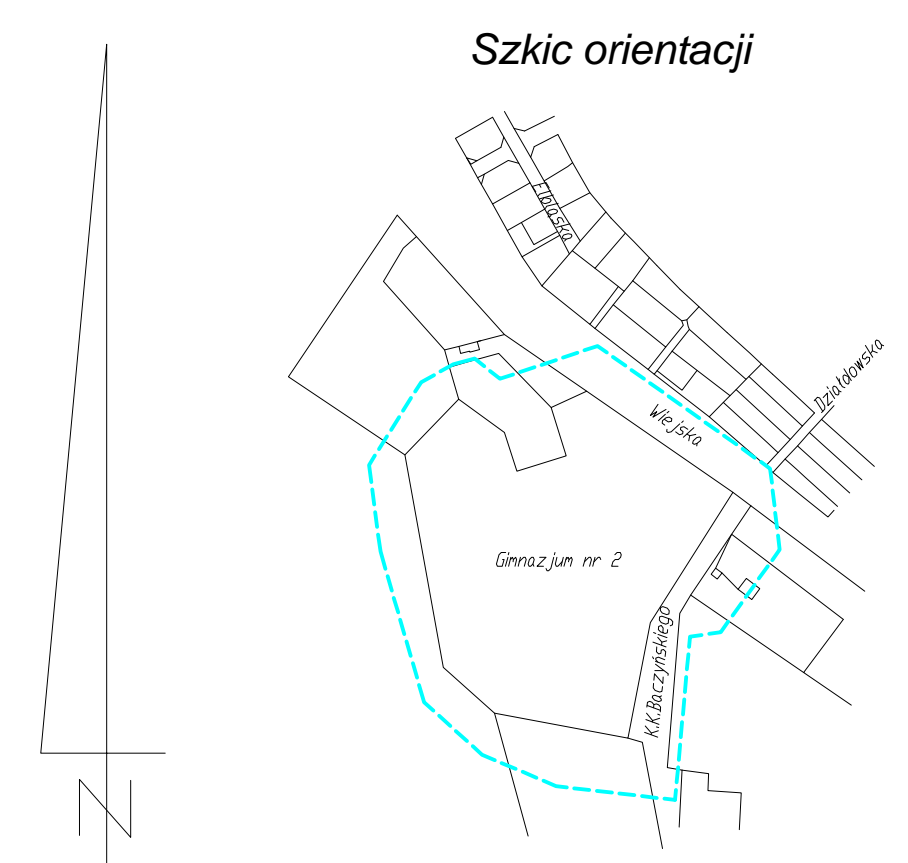 Szkic orientacji
Elbląska
Działdowska
Wiejska
Gimnazjum nr 2
K.K.Baczyńskiego
N